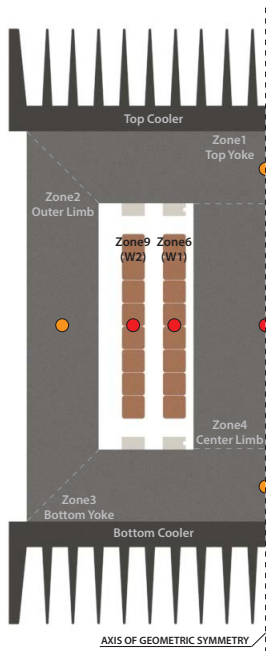 Top Cooler
Zone1
Top Yoke
Zone2
Outer Limb
Zone9
(W2)
Zone6
(W1)
Zone4
Center Limb
Zone3
Bottom Yoke
Bottom Cooler
AXIS OF GEOMETRIC SYMMETRY